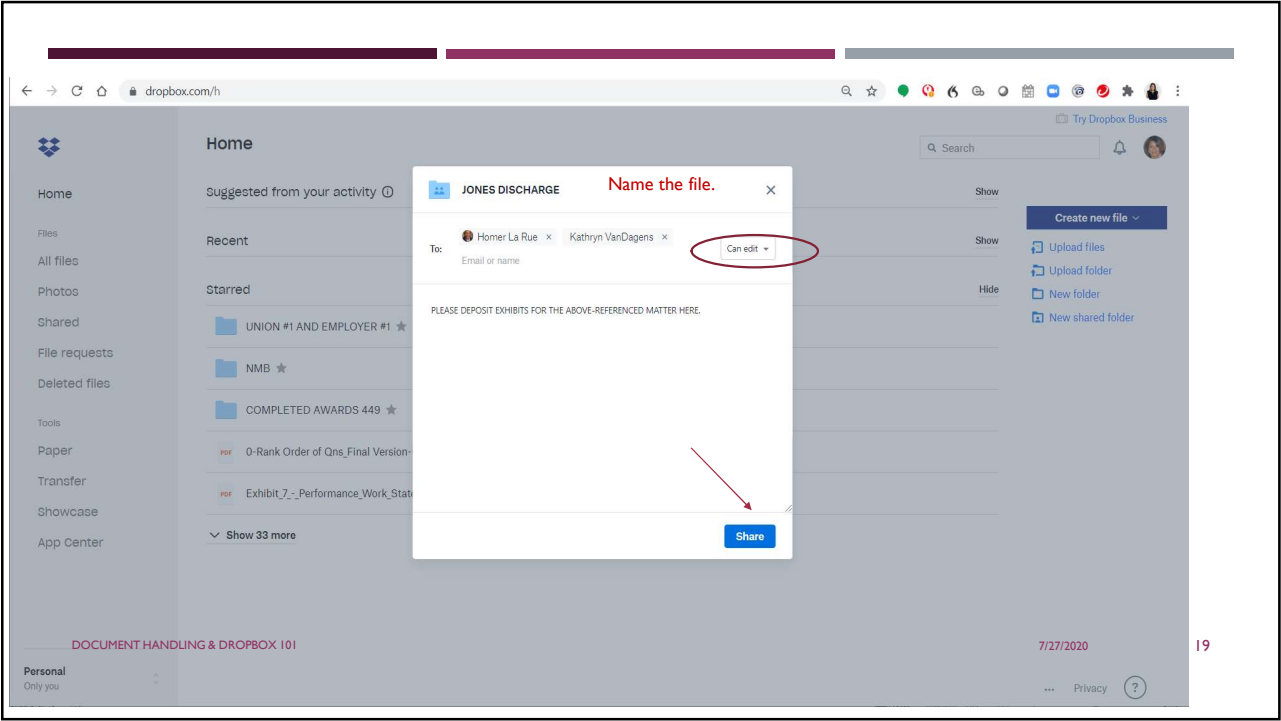 dropbox.com/h
Try Dropbox Business
Home
Search
Home
Files
All files
Photos
Shared
File requests
Deleted files
Tools
Paper
Transfer
Showcase
App Center
Suggested from your activity
Show
Recent
Show
Starred
Hide
UNION #1 AND EMPLOYER #1
NMB
COMPLETED AWARDS 449
PDF 0-Rank Order of Qns_Final Version-
PDF Exhibit_7_-_Performance_Work_State
Show 33 more
JONES DISCHARGE
Name the file.
To: Homer La Rue × Kathryn VanDagens ×
Email or name
Can edit
PLEASE DEPOSIT EXHIBITS FOR THE ABOVE-REFERENCED MATTER HERE.
Share
Create new file
Upload files
Upload folder
New folder
New shared folder
DOCUMENT HANDLING & DROPBOX 101
7/27/2020
19
Personal
Only you
... Privacy ?